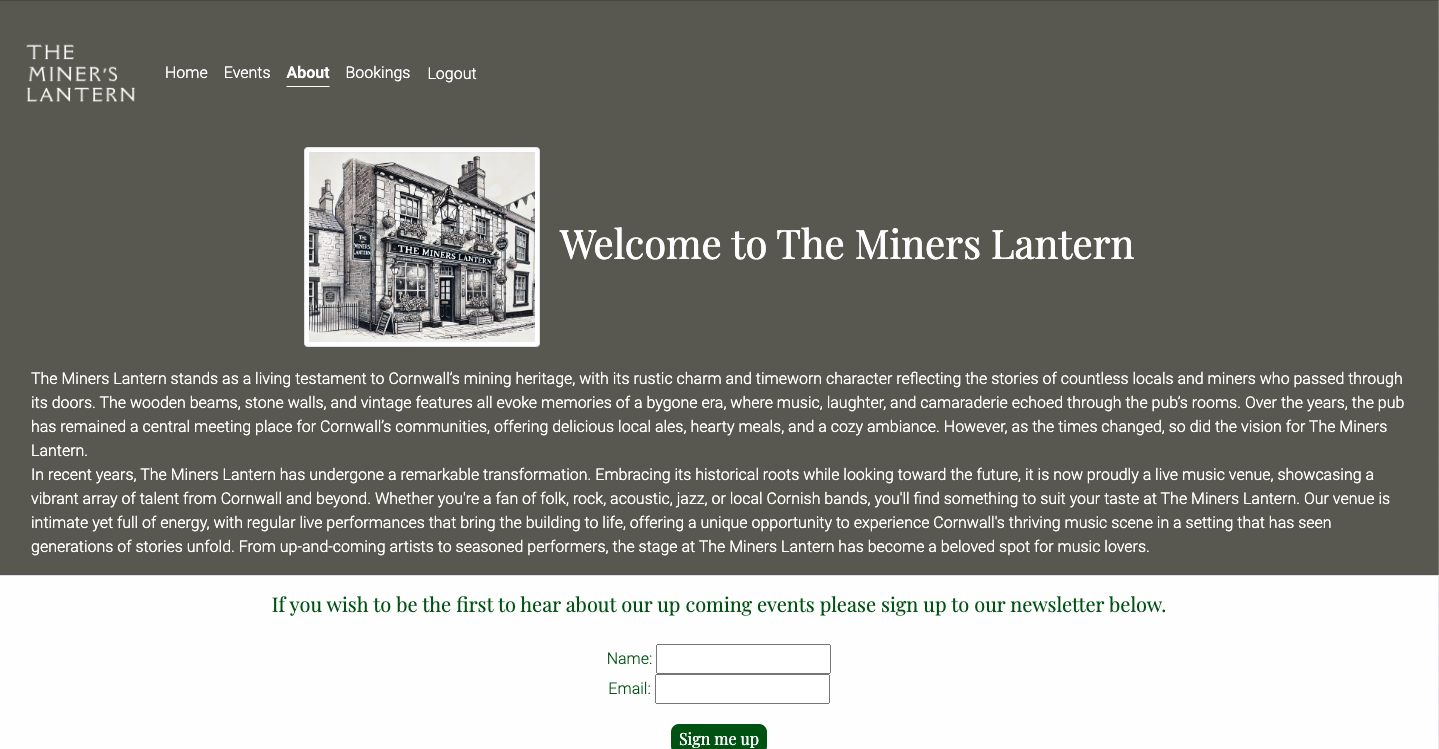 THE
MINER'S
LANTERN
Home Events About Bookings Logout
THE
MINERS
LANTERN
THE MINERS LANTERN
Welcome to The Miners Lantern
The Miners Lantern stands as a living testament to Cornwall’s mining heritage, with its rustic charm and timeworn character reflecting the stories of countless locals and miners who passed through
its doors. The wooden beams, stone walls, and vintage features all evoke memories of a bygone era, where music, laughter, and camaraderie echoed through the pub’s rooms. Over the years, the pub
has remained a central meeting place for Cornwall’s communities, offering delicious local ales, hearty meals, and a cozy ambiance. However, as the times changed, so did the vision for The Miners
Lantern.
In recent years, The Miners Lantern has undergone a remarkable transformation. Embracing its historical roots while looking toward the future, it is now proudly a live music venue, showcasing a
vibrant array of talent from Cornwall and beyond. Whether you're a fan of folk, rock, acoustic, jazz, or local Cornish bands, you'll find something to suit your taste at The Miners Lantern. Our venue is
intimate yet full of energy, with regular live performances that bring the building to life, offering a unique opportunity to experience Cornwall's thriving music scene in a setting that has seen
generations of stories unfold. From up-and-coming artists to seasoned performers, the stage at The Miners Lantern has become a beloved spot for music lovers.
If you wish to be the first to hear about our up coming events please sign up to our newsletter below.
Name:
Email:
Sign me up